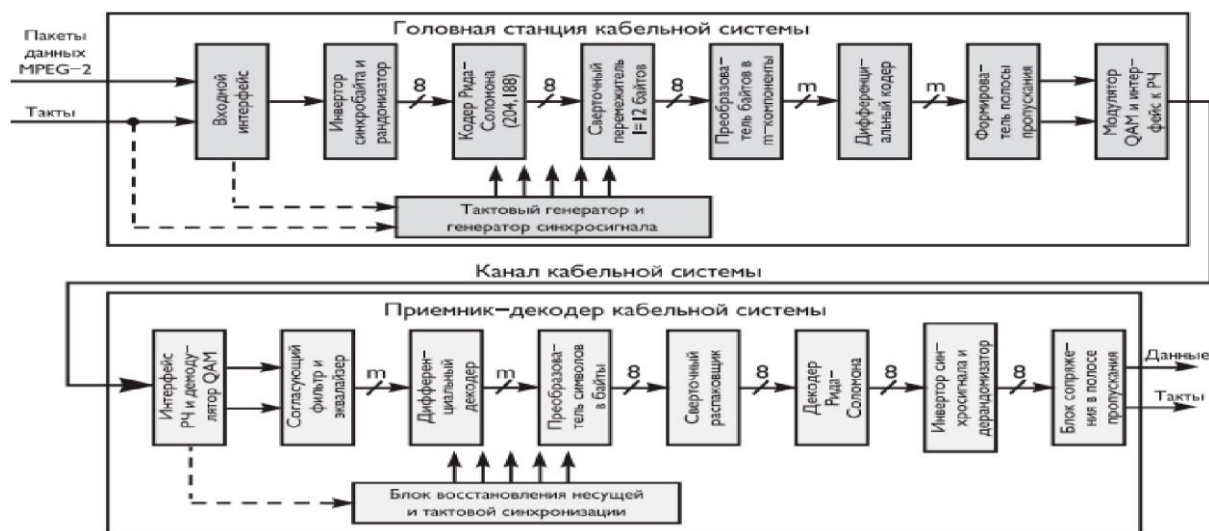 Головная станция кабельной системы
Пакеты
данных
MPEG–2
Такты
Входной
интерфейс
Инвертор
синхробайта и
рандомизатор
8
Кодер Рида–
Соломона
(204,188)
8
Сверточный
перемежитель
I=12 байтов
8
Преобразова–
тель байтов в
m–компоненты
m
Дифференци–
альный кодер
m
Формирова–
тель полосы
пропускания
Модулятор
QAM и интер–
фейс к РЧ
Тактовый генератор и
генератор синхросигнала
Канал кабельной системы
Приемник–декодер кабельной системы
Интерфейс
РЧ и демоду–
лятор QAM
Согласующий
фильтр и
эквалайзер
m
Дифферен–
циальный
декодер
m
Преобразова–
тель символов
в байты
8
Сверточный
распаковщик
8
Декодер
Рида–
Соломона
8
Инвертор син–
хросигнала и
дерандомизатор
8
Блок сопряже–
ния в полосе
пропускания
Данные
Такты
Блок восстановления несущей
и тактовой синхронизации